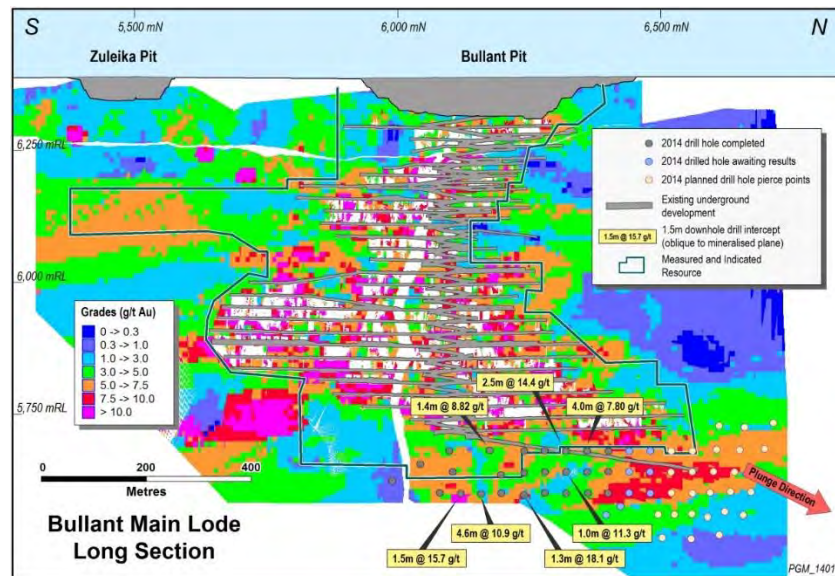 S
N
5,500 mN
6,000 mN
6,500 mN
Zuleika Pit
Bullant Pit
6,250 mRL
6,000 mRL
5,750 mRL
2014 drill hole completed
2014 drilled hole awaiting results
2014 planned drill hole pierce points
Existing underground
development
1.5m @ 15.7 g/t
1.5m downhole drill intercept
(oblique to mineralised plane)
Measured and Indicated
Resource
Grades (g/t Au)
0 -> 0.3
0.3 -> 1.0
1.0 -> 3.0
3.0 -> 5.0
5.0 -> 7.5
7.5 -> 10.0
> 10.0
2.5m @ 14.4 g/t
1.4m @ 8.82 g/t
4.0m @ 7.80 g/t
0
200
400
Metres
Plunge Direction
4.6m @ 10.9 g/t
1.0m @ 11.3 g/t
1.5m @ 15.7 g/t
1.3m @ 18.1 g/t
Bullant Main Lode
Long Section
PGM_1401